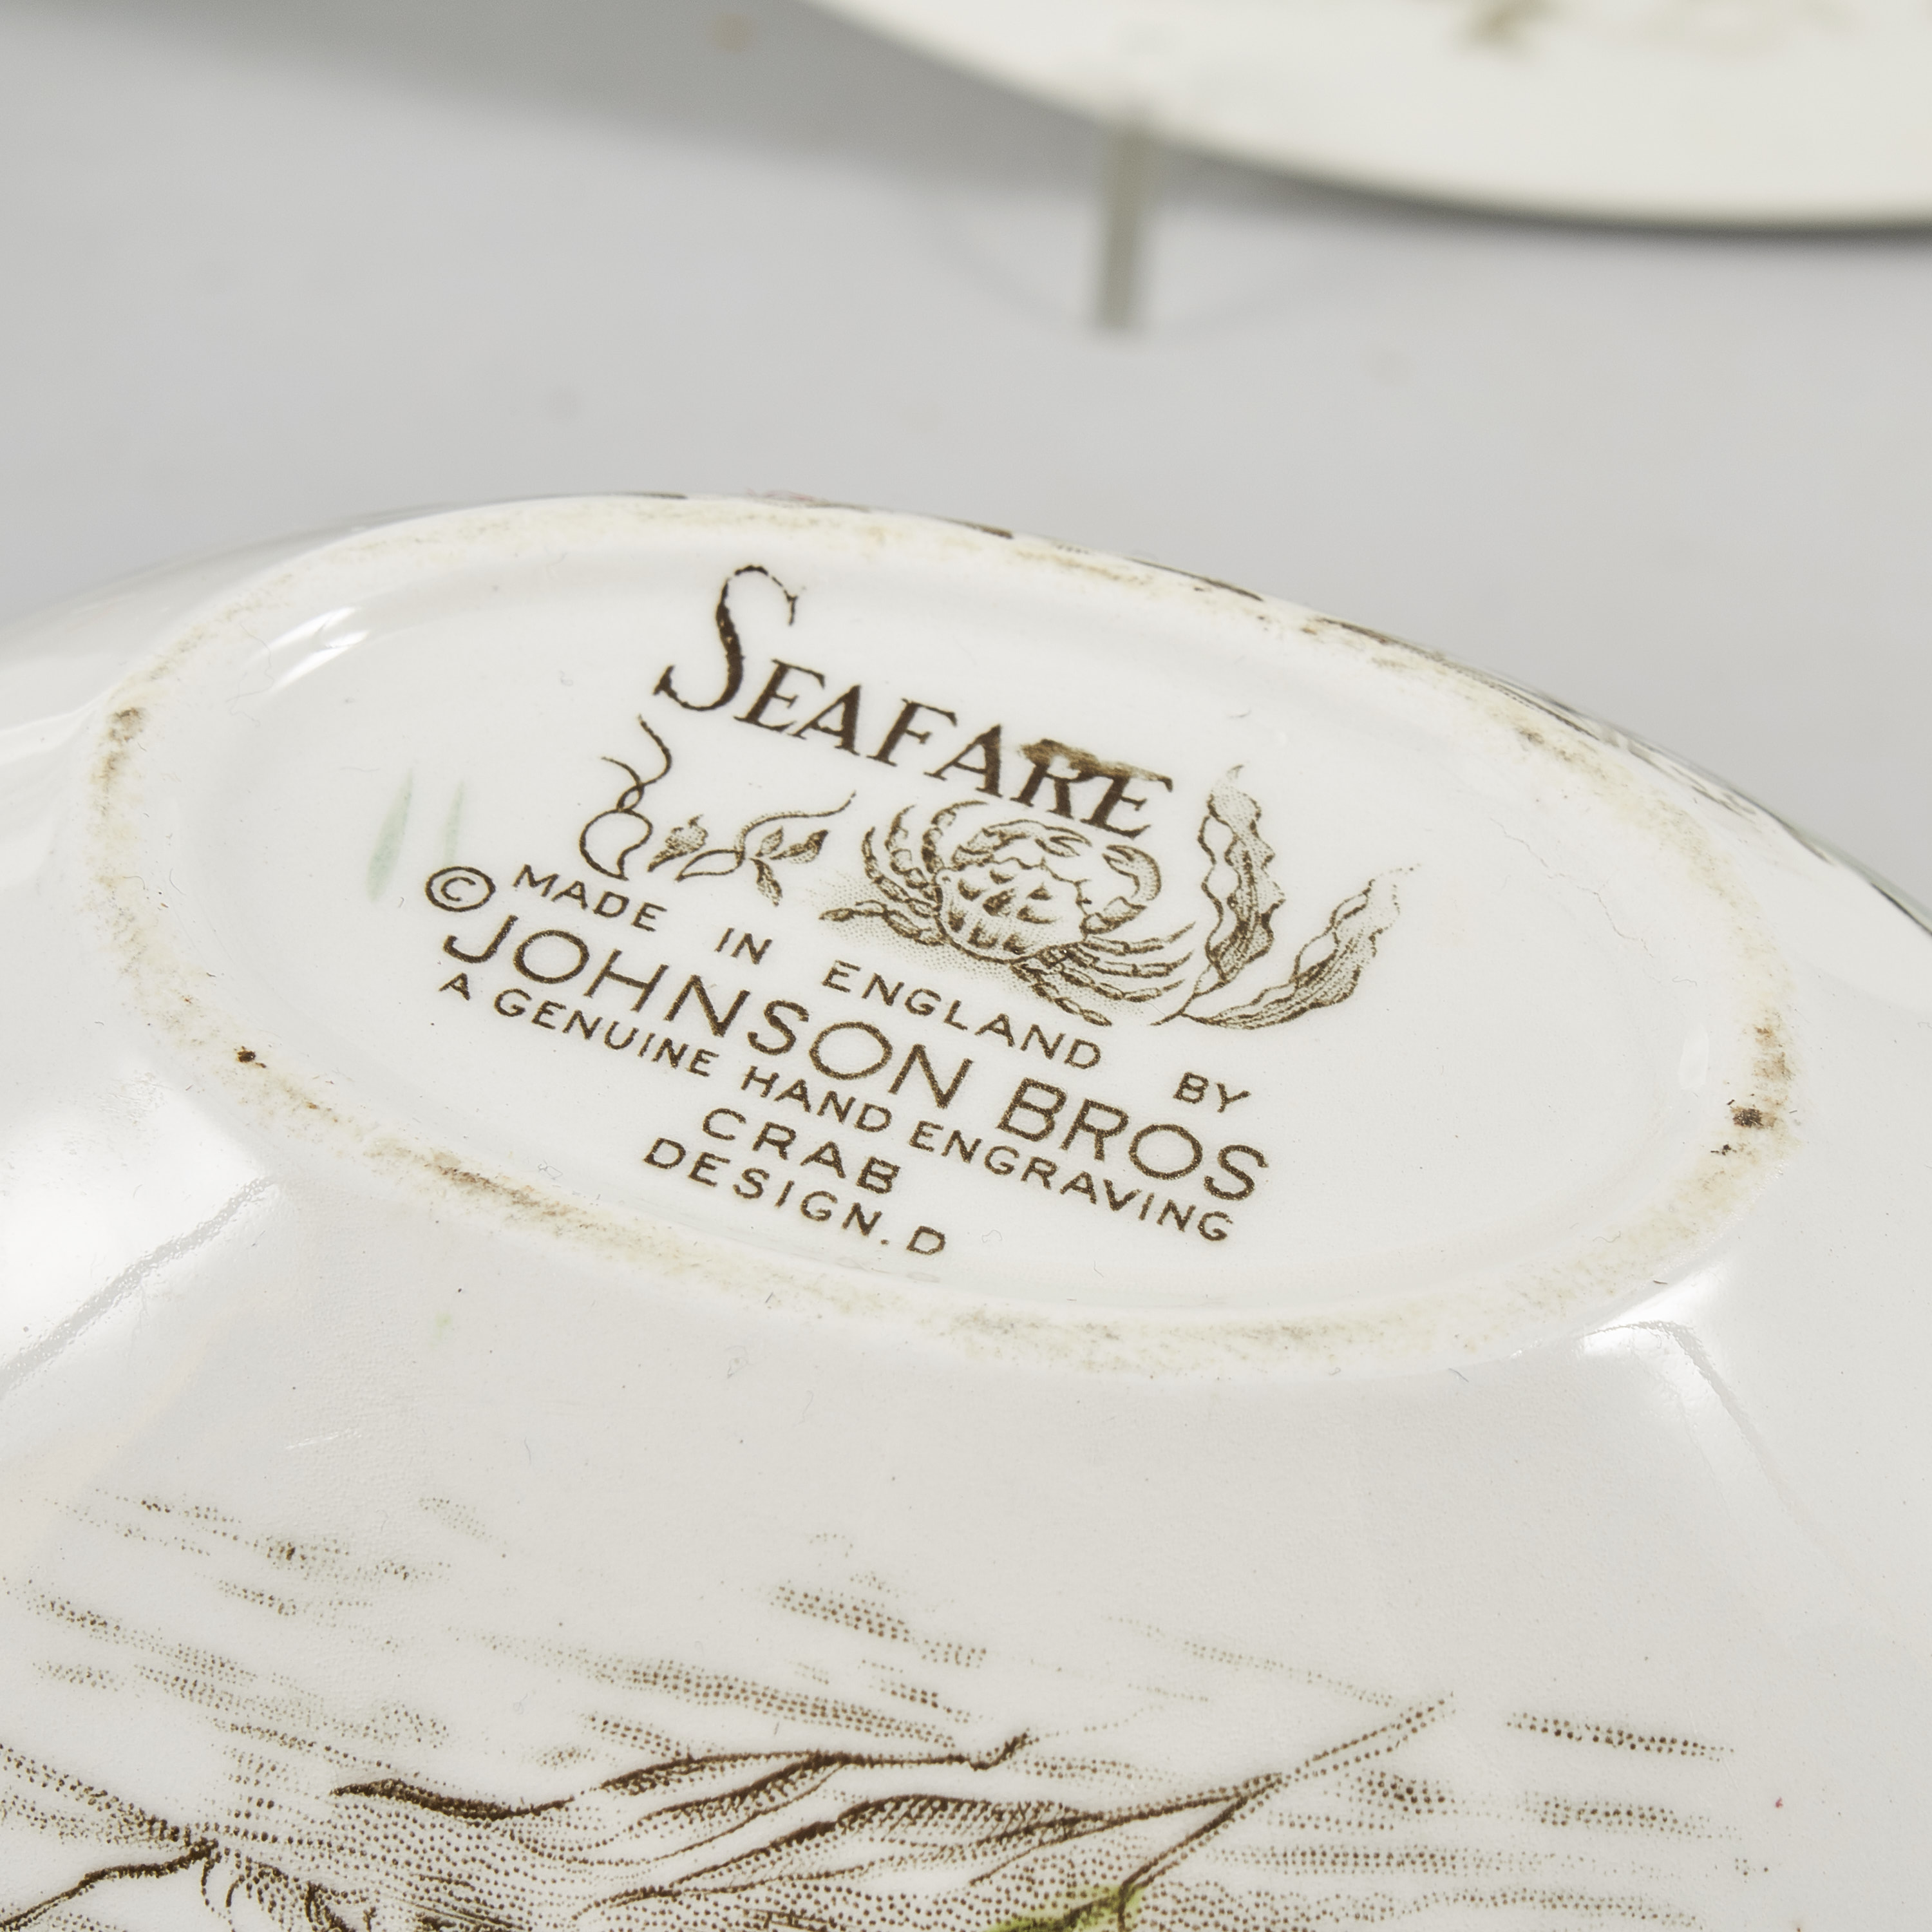 SEAFARE
© MADE IN ENGLAND BY
JOHNSON BROS
A GENUINE HAND ENGRAVING
CRAB
DESIGN. D